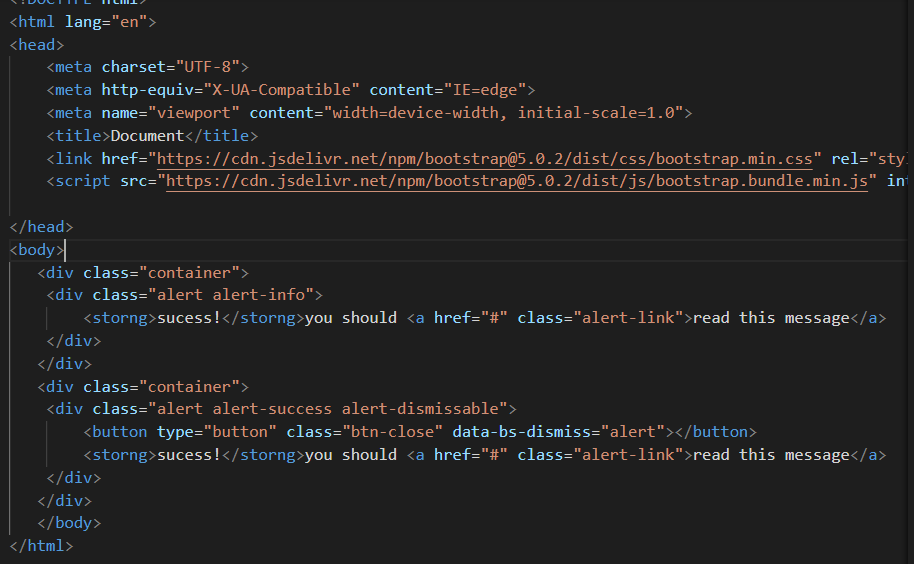 <!DOCTYPE html>
<html lang="en">
<head>
    <meta charset="UTF-8">
    <meta http-equiv="X-UA-Compatible" content="IE=edge">
    <meta name="viewport" content="width=device-width, initial-scale=1.0">
    <title>Document</title>
    <link href="https://cdn.jsdelivr.net/npm/bootstrap@5.0.2/dist/css/bootstrap.min.css" rel="sty
    <script src="https://cdn.jsdelivr.net/npm/bootstrap@5.0.2/dist/js/bootstrap.bundle.min.js" in
</head>
<body>
   <div class="container">
    <div class="alert alert-info">
        <storng>sucess!</storng>you should <a href="#" class="alert-link">read this message</a>
    </div>
   </div>
   <div class="container">
    <div class="alert alert-success alert-dismissable">
        <button type="button" class="btn-close" data-bs-dismiss="alert"></button>
        <storng>sucess!</storng>you should <a href="#" class="alert-link">read this message</a>
    </div>
   </div>
   </body>
</html>